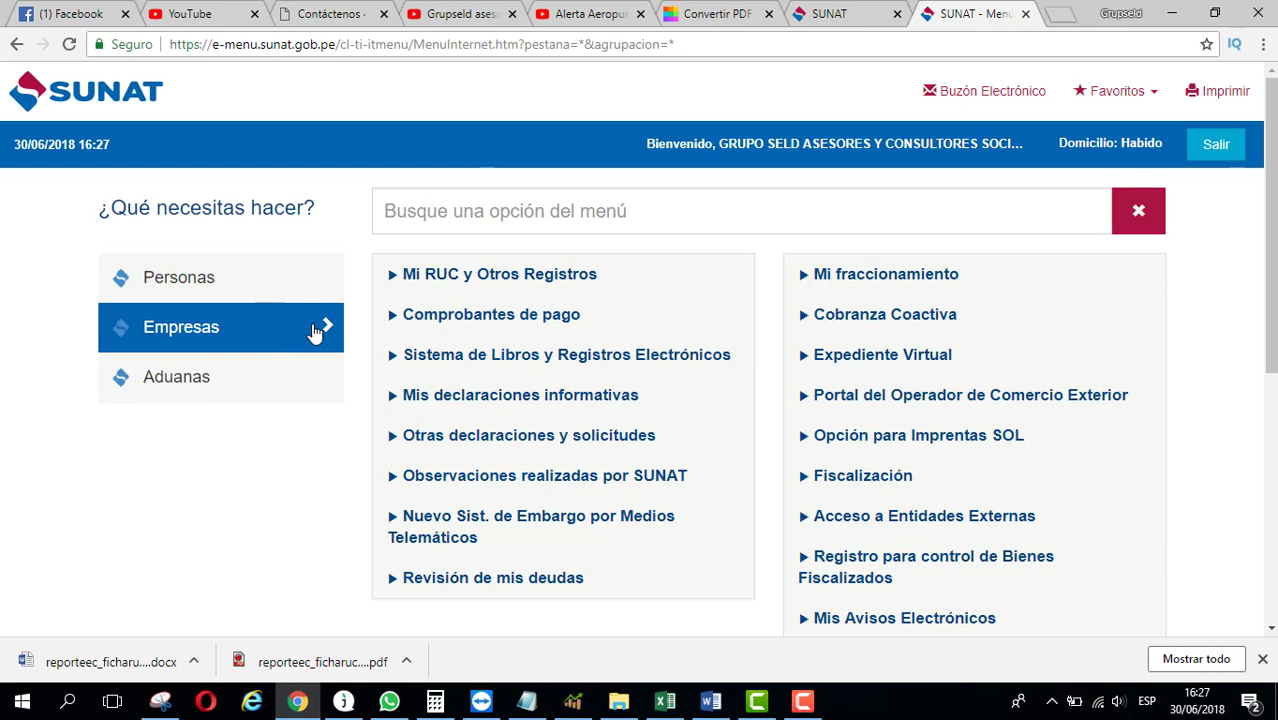 (1) Facebook
YouTube
Contáctenos -
Grupseld ases
Alerta Aeropu
Convertir PDF
SUNAT
SUNAT - Menú
Grupseld
Seguro
https://e-menu.sunat.gob.pe/cl-ti-itmenu/MenuInternet.htm?pestana=*&agrupacion=*
SUNAT
Buzón Electrónico
Favoritos
Imprimir
30/06/2018 16:27
Bienvenido, GRUPO SELD ASESORES Y CONSULTORES SOCI...
Domicilio: Habido
Salir
¿Qué necesitas hacer?
Busque una opción del menú
Personas
Empresas
Aduanas
Mi RUC y Otros Registros
Comprobantes de pago
Sistema de Libros y Registros Electrónicos
Mis declaraciones informativas
Otras declaraciones y solicitudes
Observaciones realizadas por SUNAT
Nuevo Sist. de Embargo por Medios
Telemáticos
Revisión de mis deudas
Mi fraccionamiento
Cobranza Coactiva
Expediente Virtual
Portal del Operador de Comercio Exterior
Opción para Imprentas SOL
Fiscalización
Acceso a Entidades Externas
Registro para control de Bienes
Fiscalizados
Mis Avisos Electrónicos
reporteec_ficharu....docx
reporteec_ficharuc....pdf
Mostrar todo
ESP
16:27
30/06/2018
2